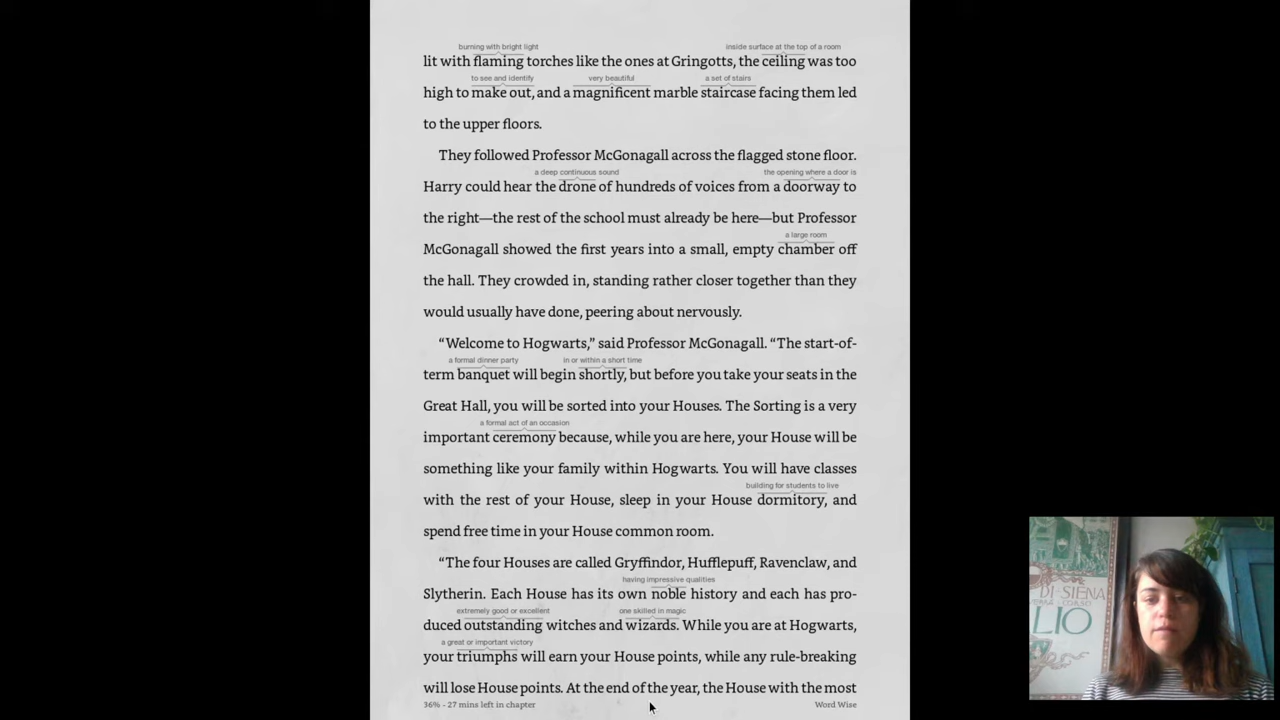 burning with bright light inside surface at the top of a room
lit with flaming torches like the ones at Gringotts, the ceiling was too
to see and identify very beautiful a set of stairs
high to make out, and a magnificent marble staircase facing them led
to the upper floors.
They followed Professor McGonagall across the flagged stone floor.
a deep continuous sound the opening where a door is
Harry could hear the drone of hundreds of voices from a doorway to
the right—the rest of the school must already be here—but Professor
a large room
McGonagall showed the first years into a small, empty chamber off
the hall. They crowded in, standing rather closer together than they
would usually have done, peering about nervously.
“Welcome to Hogwarts,” said Professor McGonagall. “The start-of-
a formal dinner party in or within a short time
term banquet will begin shortly, but before you take your seats in the
Great Hall, you will be sorted into your Houses. The Sorting is a very
a formal act of an occasion
important ceremony because, while you are here, your House will be
something like your family within Hogwarts. You will have classes
building for students to live
with the rest of your House, sleep in your House dormitory, and
spend free time in your House common room.
“The four Houses are called Gryffindor, Hufflepuff, Ravenclaw, and
having impressive qualities
Slytherin. Each House has its own noble history and each has pro-
extremely good or excellent one skilled in magic
duced outstanding witches and wizards. While you are at Hogwarts,
a great or important victory
your triumphs will earn your House points, while any rule-breaking
will lose House points. At the end of the year, the House with the most
36% - 27 mins left in chapter Word Wise
DI·SIENA
CORSO
LIO